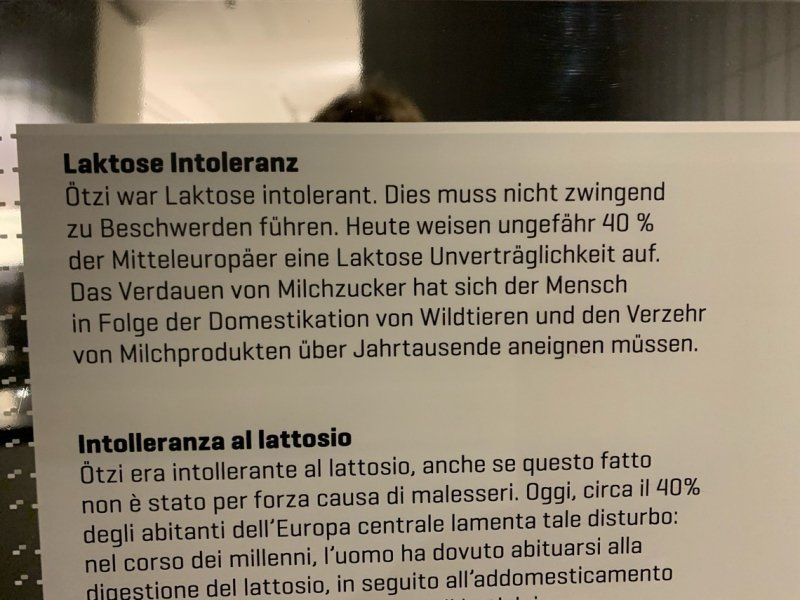 Laktose Intoleranz
Ötzi war Laktose intolerant. Dies muss nicht zwingend
zu Beschwerden führen. Heute weisen ungefähr 40 %
der Mitteleuropäer eine Laktose Unverträglichkeit auf.
Das Verdauen von Milchzucker hat sich der Mensch
in Folge der Domestikation von Wildtieren und den Verzehr
von Milchprodukten über Jahrtausende aneignen müssen.
Intolleranza al lattosio
Ötzi era intollerante al lattosio, anche se questo fatto
non è stato per forza causa di malesseri. Oggi, circa il 40%
degli abitanti dell'Europa centrale lamenta tale disturbo:
nel corso dei millenni, l'uomo ha dovuto abituarsi alla
digestione del lattosio, in seguito all'addomesticamento